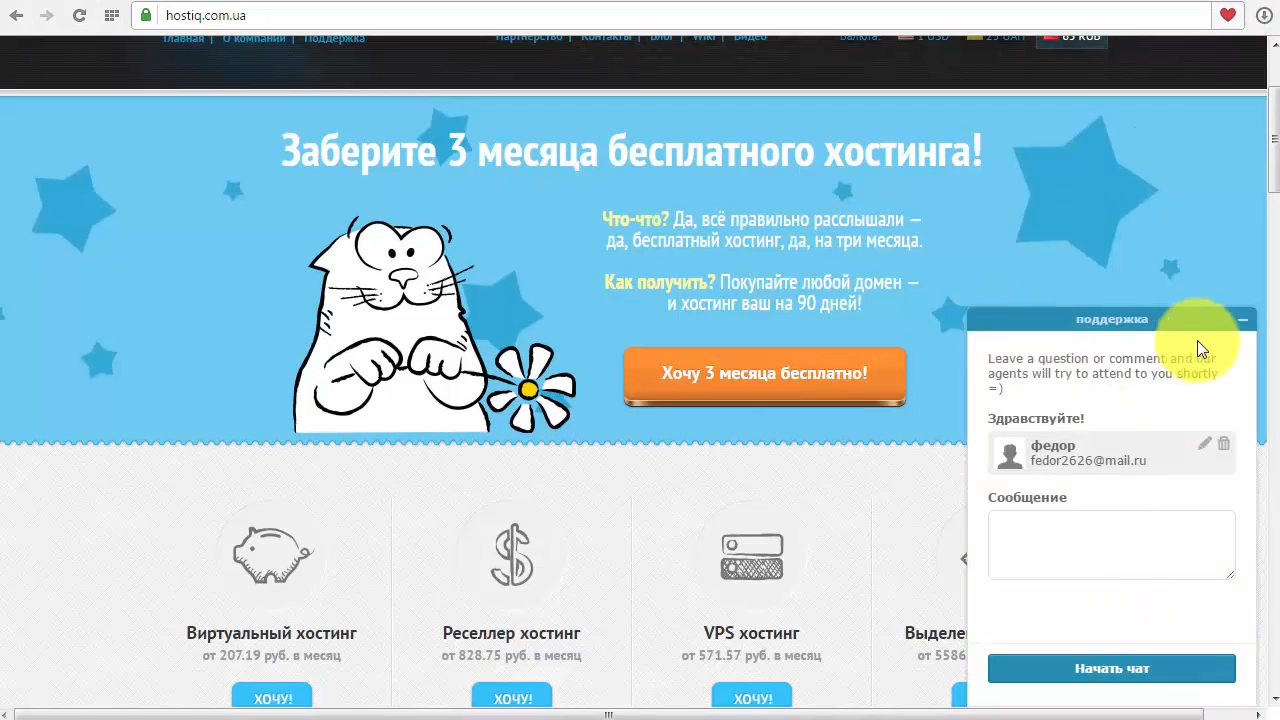 hostiq.com.ua
Главная | О компании | Поддержка
Партнерство | Контакты | Блог | Wiki | Видео
Валюта: 1 USD 25 UAH 65 RUB
Заберите 3 месяца бесплатного хостинга!
Что-что? Да, всё правильно расслышали —
да, бесплатный хостинг, да, на три месяца.
Как получить? Покупайте любой домен —
и хостинг ваш на 90 дней!
Хочу 3 месяца бесплатно!
поддержка
Leave a question or comment and our
agents will try to attend to you shortly
=)
Здравствуйте!
федор
fedor2626@mail.ru
Сообщение
Начать чат
Виртуальный хостинг
от 207.19 руб. в месяц
ХОЧУ!
Реселлер хостинг
от 828.75 руб. в месяц
ХОЧУ!
VPS хостинг
от 571.57 руб. в месяц
ХОЧУ!
Выделе
от 5586